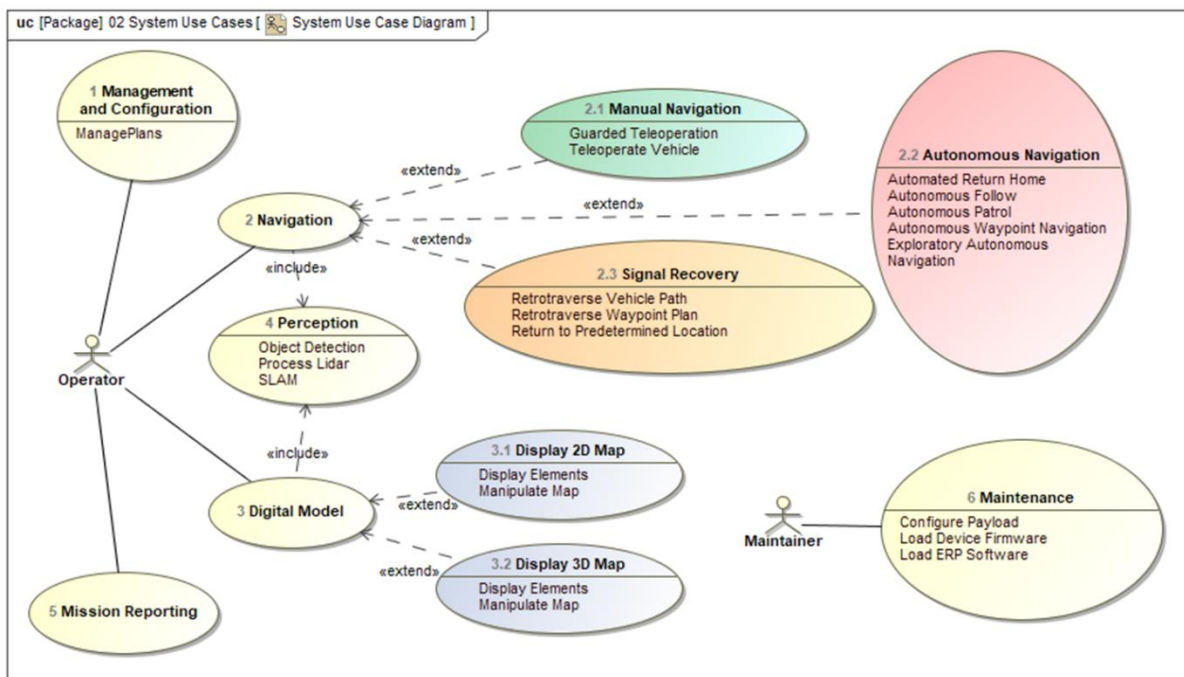 uc [Package] 02 System Use Cases [ System Use Case Diagram ]
1 Management
and Configuration
ManagePlans
2.1 Manual Navigation
Guarded Teleoperation
Teleoperate Vehicle
2.2 Autonomous Navigation
Automated Return Home
Autonomous Follow
Autonomous Patrol
Autonomous Waypoint Navigation
Exploratory Autonomous
Navigation
«extend»
«extend»
2 Navigation
«extend»
«include»
2.3 Signal Recovery
Retrotraverse Vehicle Path
Retrotraverse Waypoint Plan
Return to Predetermined Location
4 Perception
Object Detection
Process Lidar
SLAM
Operator
«include»
3.1 Display 2D Map
Display Elements
Manipulate Map
«extend»
3 Digital Model
6 Maintenance
Configure Payload
Load Device Firmware
Load ERP Software
Maintainer
3.2 Display 3D Map
Display Elements
Manipulate Map
«extend»
5 Mission Reporting